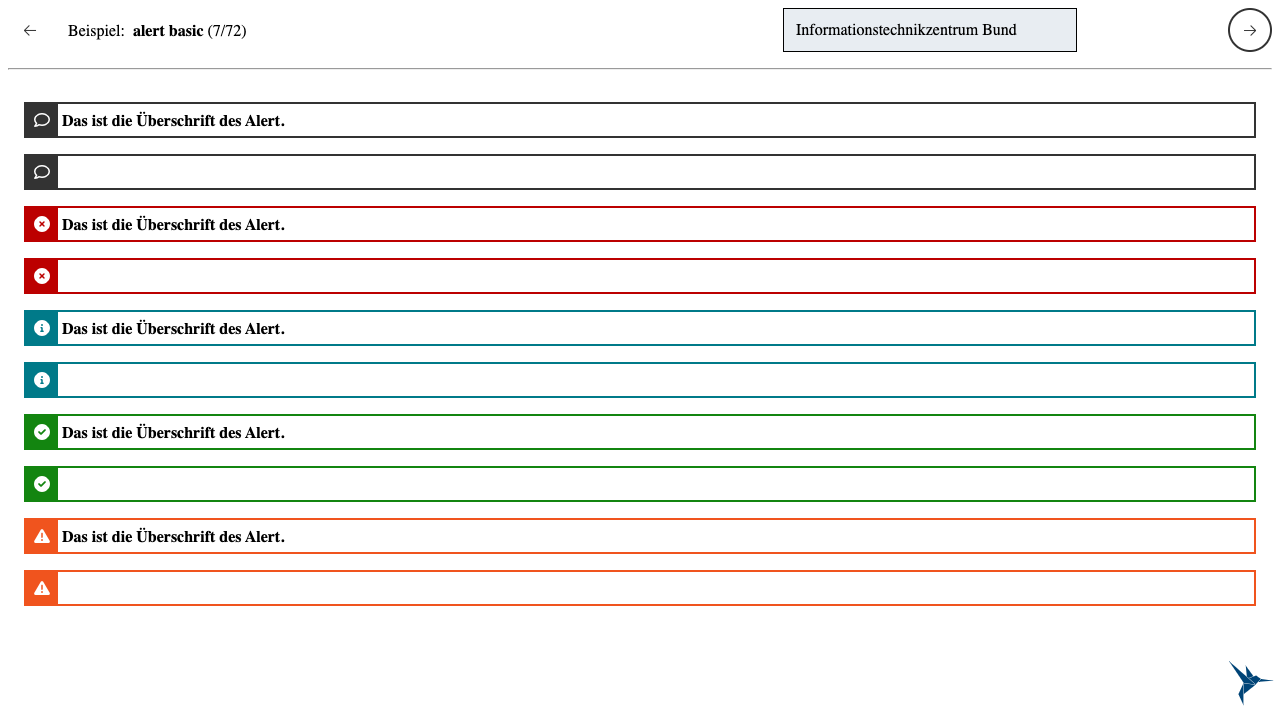 Beispiel: alert basic (7/72)
Informationstechnikzentrum Bund
Das ist die Überschrift des Alert.
Das ist die Überschrift des Alert.
Das ist die Überschrift des Alert.
Das ist die Überschrift des Alert.
Das ist die Überschrift des Alert.